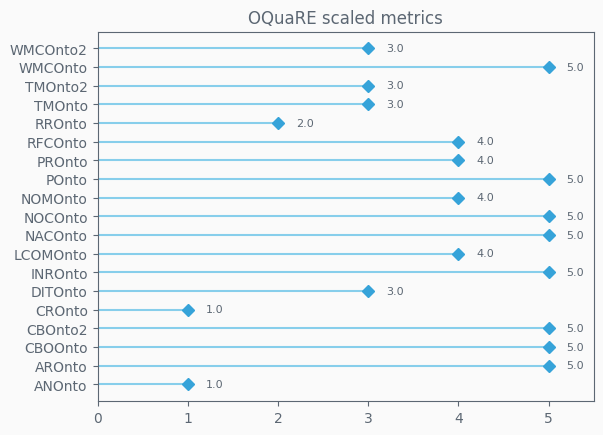 OQuaRE scaled metrics
WMCOnto2 3.0
WMCOnto 5.0
TMOnto2 3.0
TMOnto 3.0
RROnto 2.0
RFCOnto 4.0
PROnto 4.0
POnto 5.0
NOMOnto 4.0
NOCOnto 5.0
NACOnto 5.0
LCOMOnto 4.0
INROnto 5.0
DITOnto 3.0
CROnto 1.0
CBOnto2 5.0
CBOOnto 5.0
AROnto 5.0
ANOnto 1.0
0 1 2 3 4 5